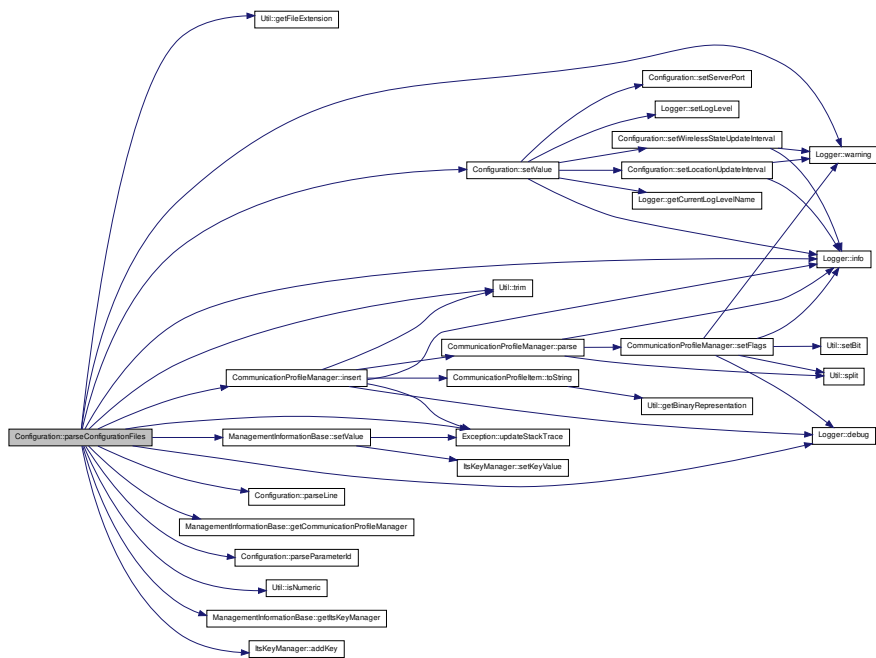 Util::getFileExtension
Configuration::setServerPort
Logger::setLogLevel
Configuration::setWirelessStateUpdateInterval
Logger::warning
Configuration::setValue
Configuration::setLocationUpdateInterval
Logger::getCurrentLogLevelName
Logger::info
Util::trim
CommunicationProfileManager::parse
CommunicationProfileManager::setFlags
Util::setBit
CommunicationProfileManager::insert
CommunicationProfileItem::toString
Util::split
Util::getBinaryRepresentation
Configuration::parseConfigurationFiles
ManagementInformationBase::setValue
Exception::updateStackTrace
Logger::debug
ItsKeyManager::setKeyValue
Configuration::parseLine
ManagementInformationBase::getCommunicationProfileManager
Configuration::parseParameterId
Util::isNumeric
ManagementInformationBase::getItsKeyManager
ItsKeyManager::addKey